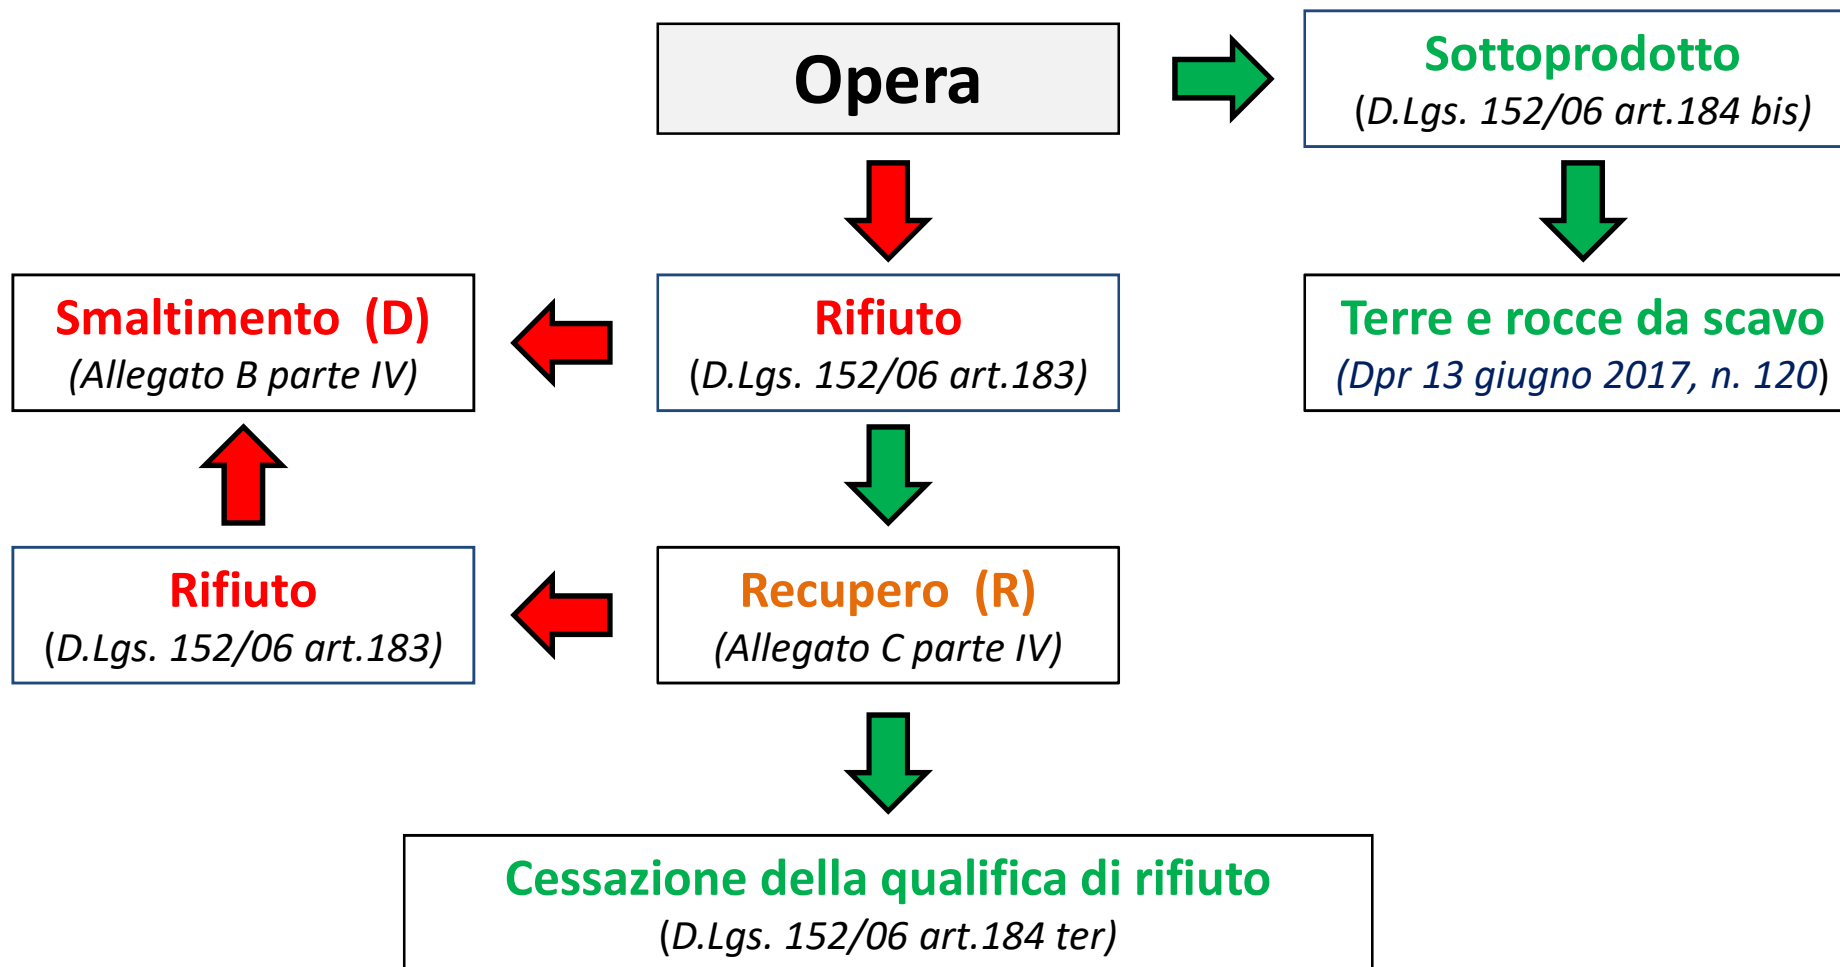 Opera
Sottoprodotto
(D.Lgs. 152/06 art.184 bis)
Smaltimento (D)
(Allegato B parte IV)
Rifiuto
(D.Lgs. 152/06 art.183)
Terre e rocce da scavo
(Dpr 13 giugno 2017, n. 120)
Rifiuto
(D.Lgs. 152/06 art.183)
Recupero (R)
(Allegato C parte IV)
Cessazione della qualifica di rifiuto
(D.Lgs. 152/06 art.184 ter)